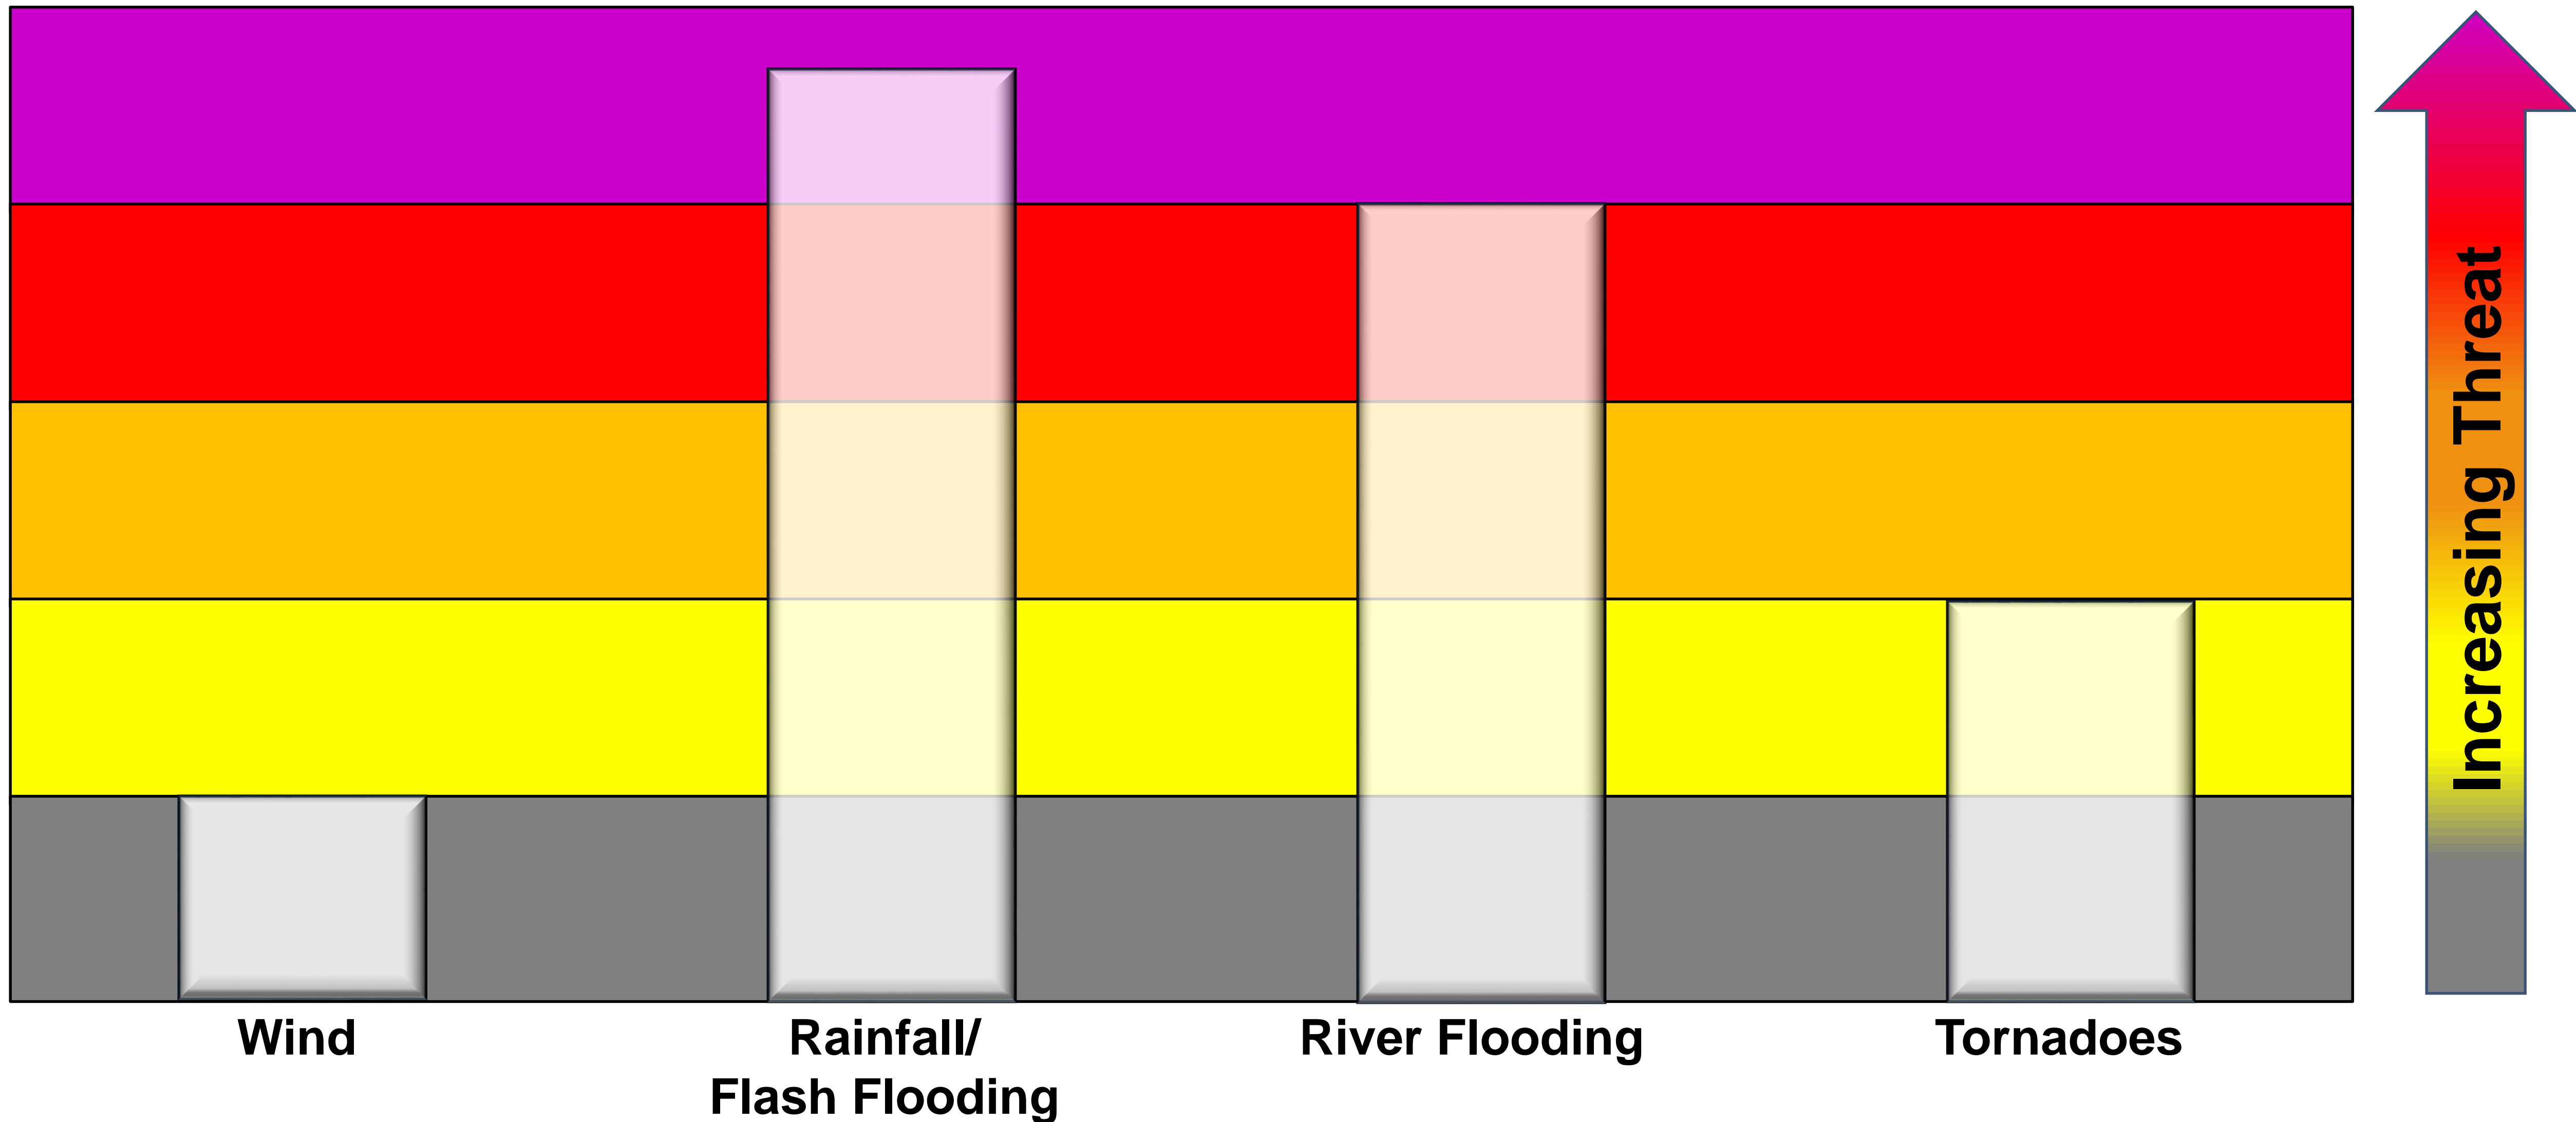 Increasing Threat
Wind
Rainfall/
Flash Flooding
River Flooding
Tornadoes